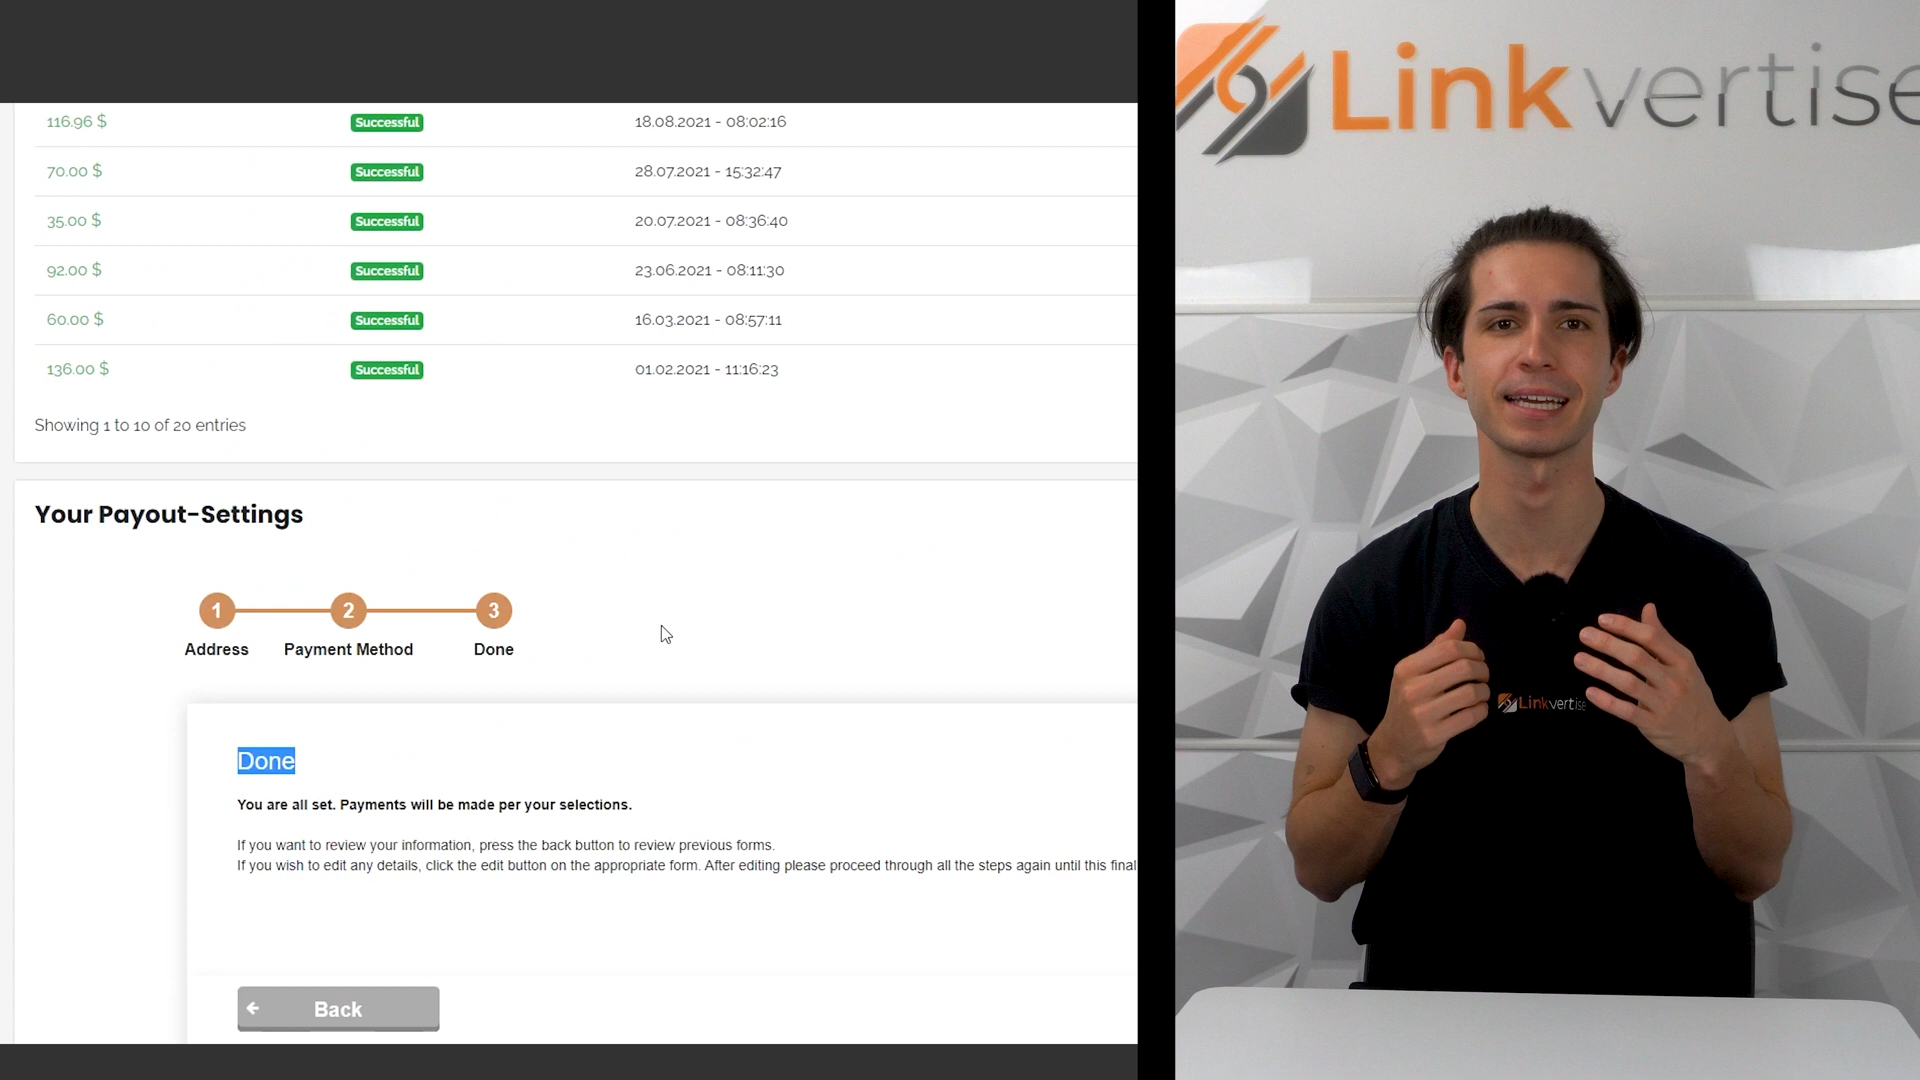 116.96 $ Successful 18.08.2021 - 08:02:16
70.00 $ Successful 28.07.2021 - 15:32:47
35.00 $ Successful 20.07.2021 - 08:36:40
92.00 $ Successful 23.06.2021 - 08:11:30
60.00 $ Successful 16.03.2021 - 08:57:11
136.00 $ Successful 01.02.2021 - 11:16:23
Showing 1 to 10 of 20 entries
Your Payout-Settings
1 2 3
Address Payment Method Done
Done
You are all set. Payments will be made per your selections.
If you want to review your information, press the back button to review previous forms.
If you wish to edit any details, click the edit button on the appropriate form. After editing please proceed through all the steps again until this final
Back
Linkvertise
Linkvertise